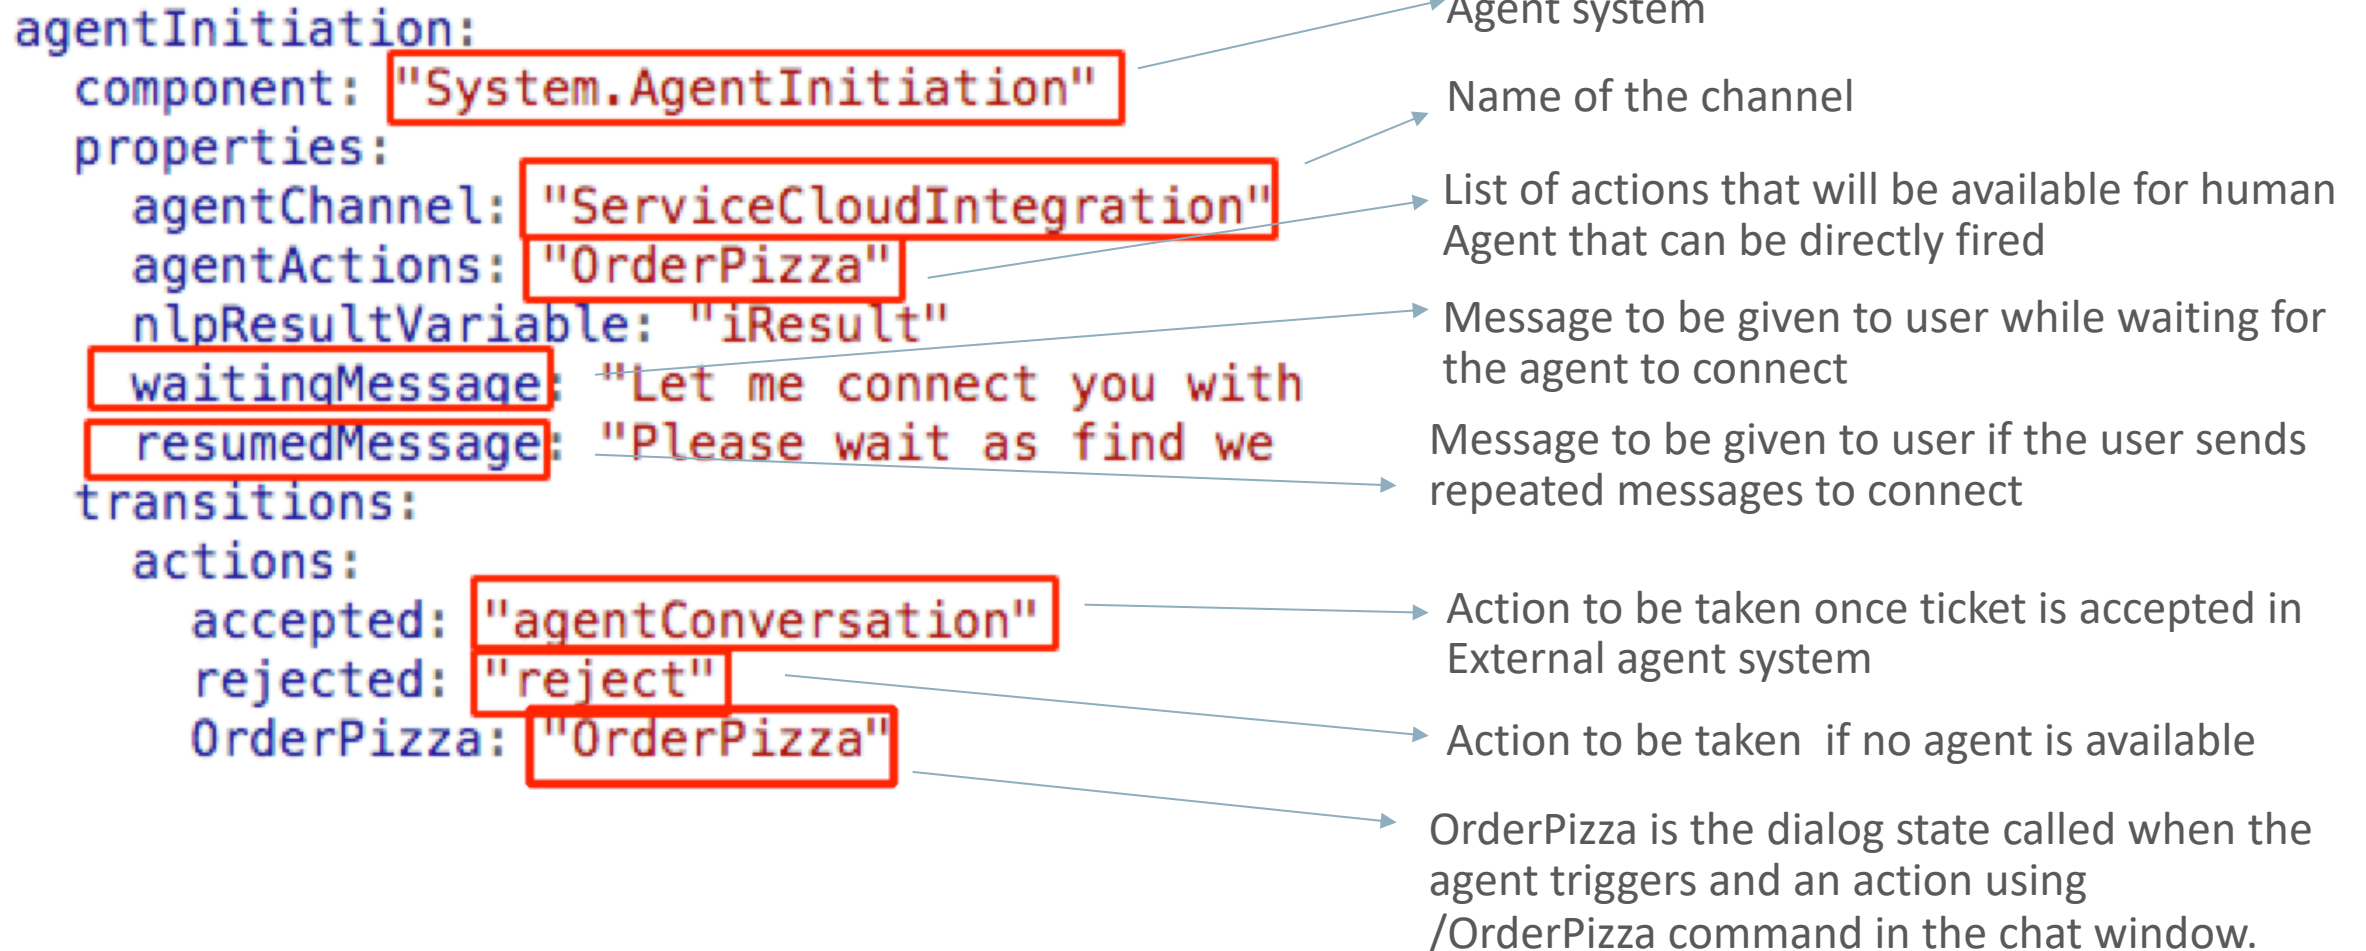 agentInitiation:
component: "System.AgentInitiation"
properties:
agentChannel: "ServiceCloudIntegration"
agentActions: "OrderPizza"
nlpResultVariable: "iResult"
waitingMessage: "Let me connect you with
resumedMessage: "Please wait as find we
transitions:
actions:
accepted: "agentConversation"
rejected: "reject"
OrderPizza: "OrderPizza"
Agent system
Name of the channel
List of actions that will be available for human
Agent that can be directly fired
Message to be given to user while waiting for
the agent to connect
Message to be given to user if the user sends
repeated messages to connect
Action to be taken once ticket is accepted in
External agent system
Action to be taken if no agent is available
OrderPizza is the dialog state called when the
agent triggers and an action using
/OrderPizza command in the chat window.